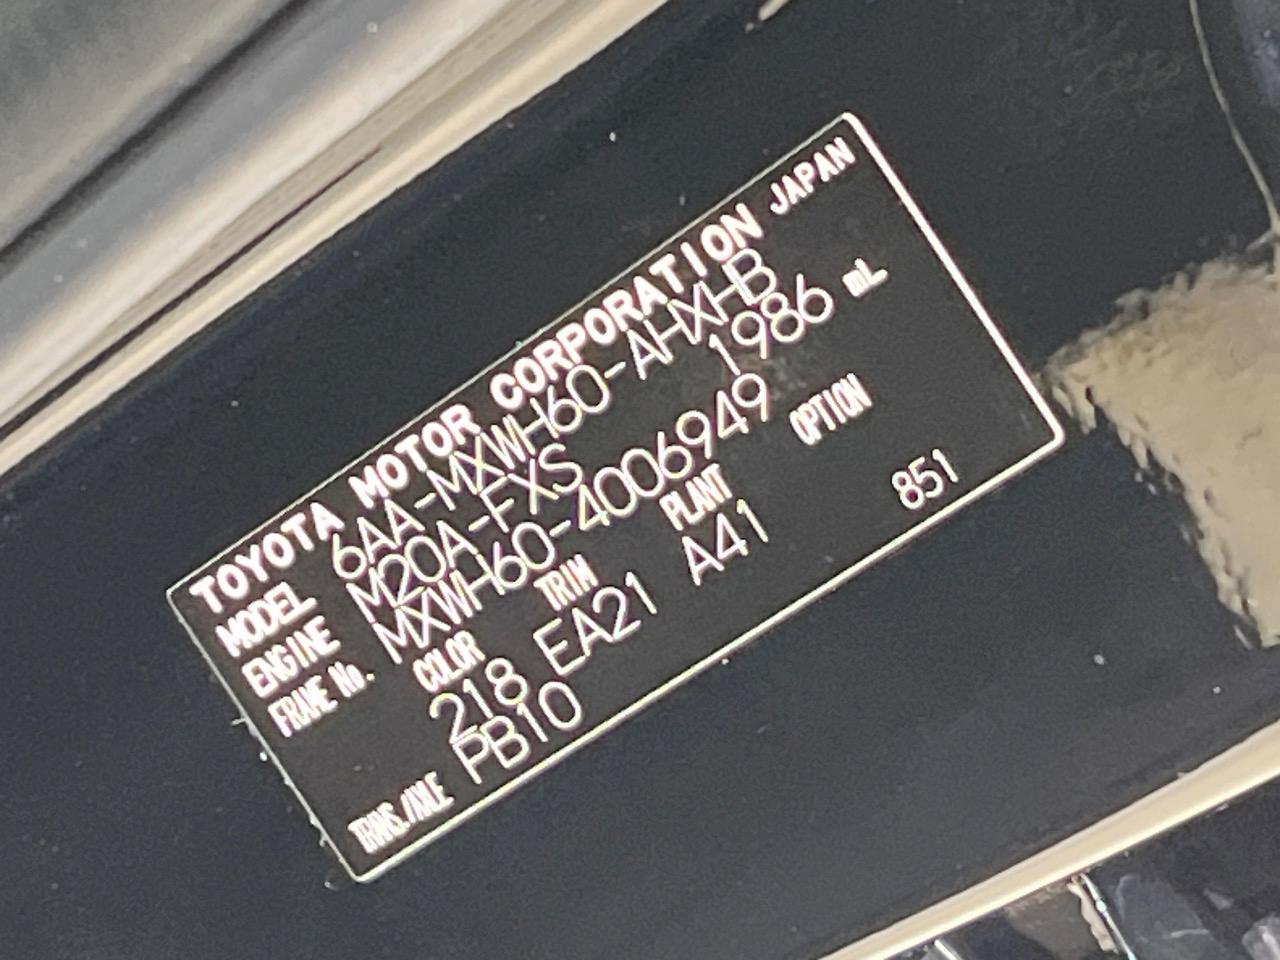 TOYOTA MOTOR CORPORATION JAPAN
MODEL 6AA-MXWH60-AHXHB
ENGINE M20A-FXS 1986 mL
FRAME No. MXWH60-4006949
COLOR TRIM PLANT OPTION
218 EA21 A41 851
TRANS./AXLE PB10